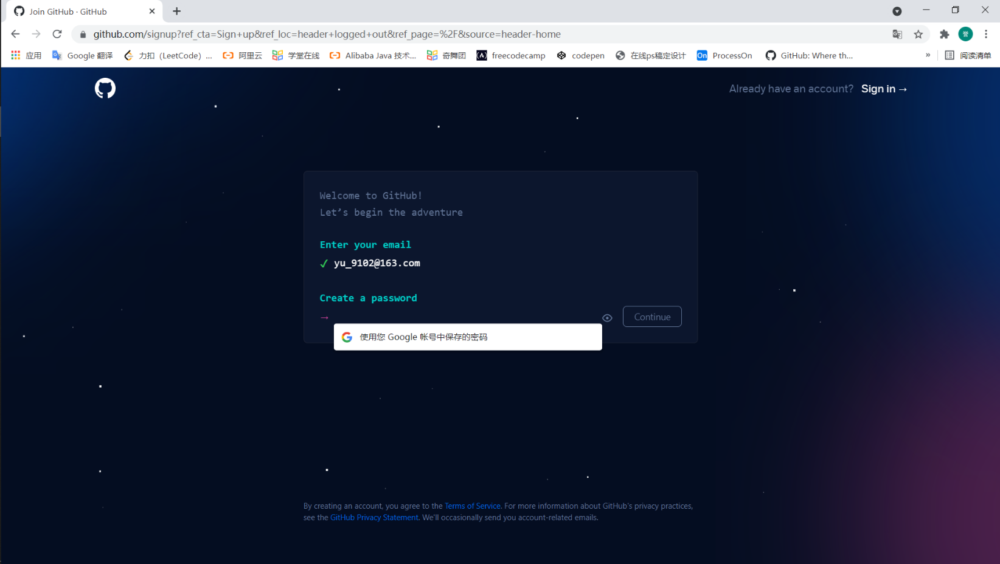 Join GitHub · GitHub
github.com/signup?ref_cta=Sign+up&ref_loc=header+logged+out&ref_page=%2F&source=header-home
誉
应用 Google 翻译 力扣（LeetCode）... 阿里云 学堂在线 Alibaba Java 技术... 奇舞团 freecodecamp codepen 在线ps稿定设计 On ProcessOn GitHub: Where th... » 阅读清单
Already have an account? Sign in →
Welcome to GitHub!
Let’s begin the adventure
Enter your email
✓ yu_9102@163.com
Create a password
→ Continue
使用您 Google 帐号中保存的密码
By creating an account, you agree to the Terms of Service. For more information about GitHub's privacy practices,
see the GitHub Privacy Statement. We'll occasionally send you account-related emails.